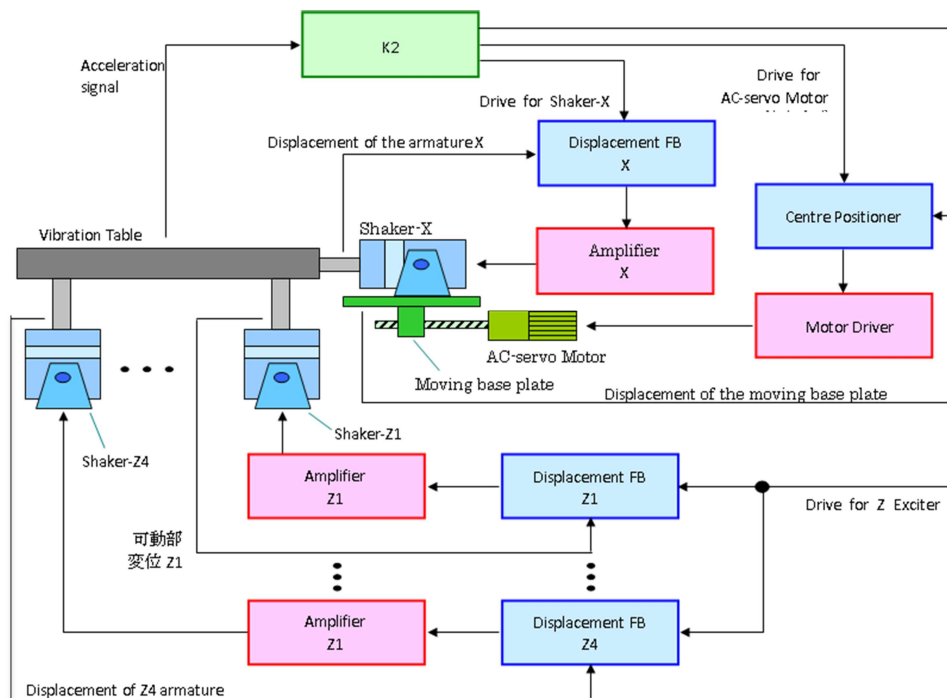 K2
Acceleration
signal
Drive for
AC-servo Motor
Drive for Shaker-X
Displacement of the armature X
Displacement FB
X
Centre Positioner
Shaker-X
Vibration Table
Amplifier
X
Motor Driver
AC-servo Motor
Moving base plate
Displacement of the moving base plate
Shaker-Z4
Shaker-Z1
Amplifier
Z1
Displacement FB
Z1
Drive for Z Exciter
可動部
変位 Z1
Amplifier
Z1
Displacement FB
Z4
Displacement of Z4 armature